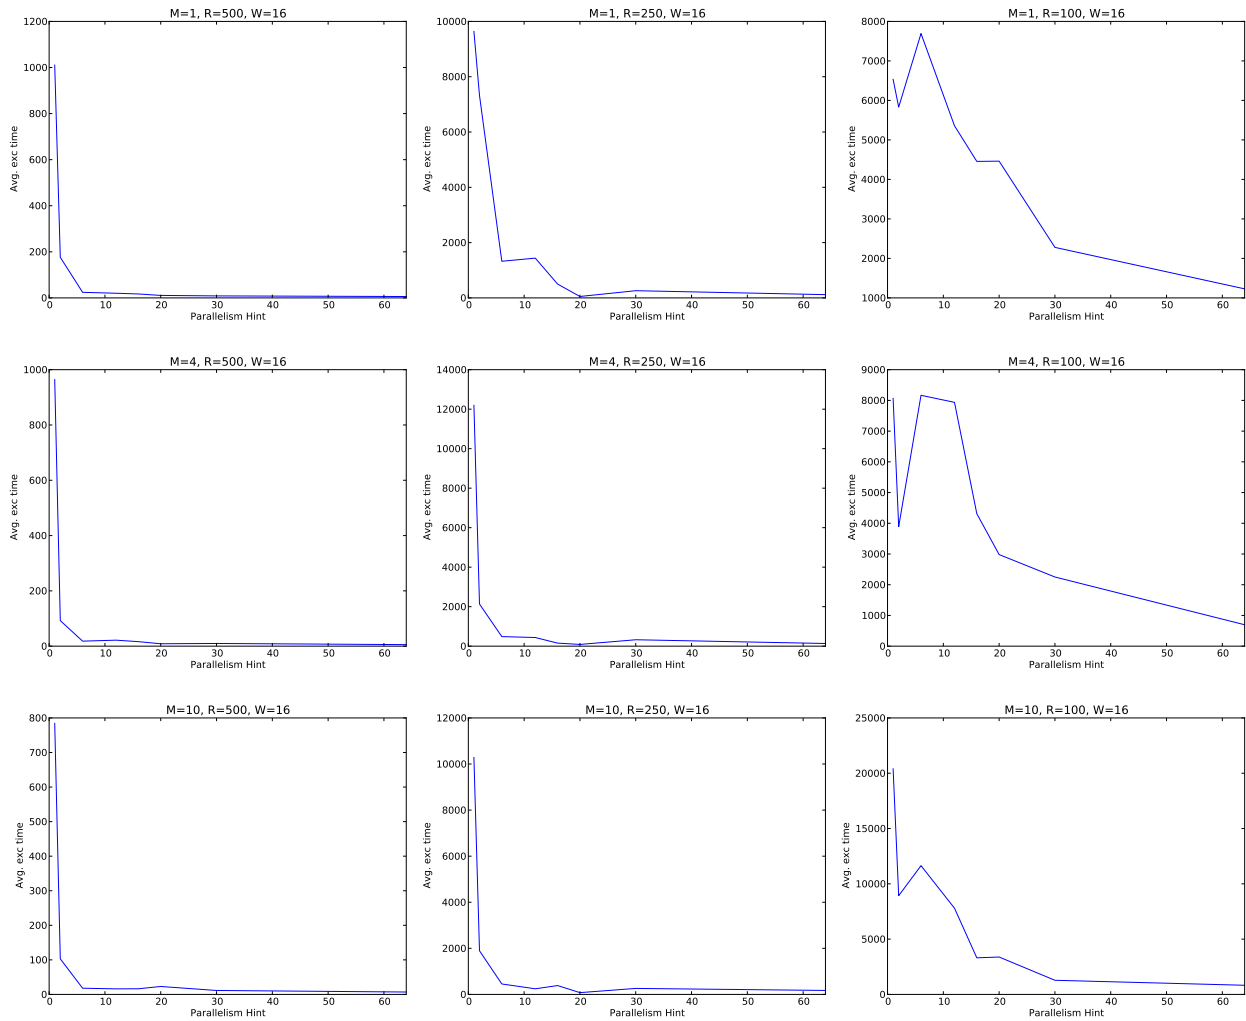 M=1, R=500, W=16
1200
1000
800
600
400
200
0
Avg. exc time
0 10 20 30 40 50 60
Parallelism Hint
M=1, R=250, W=16
10000
8000
6000
4000
2000
0
Avg. exc time
0 10 20 30 40 50 60
Parallelism Hint
M=1, R=100, W=16
8000
7000
6000
5000
4000
3000
2000
1000
Avg. exc time
0 10 20 30 40 50 60
Parallelism Hint
M=4, R=500, W=16
1000
800
600
400
200
0
Avg. exc time
0 10 20 30 40 50 60
Parallelism Hint
M=4, R=250, W=16
14000
12000
10000
8000
6000
4000
2000
0
Avg. exc time
0 10 20 30 40 50 60
Parallelism Hint
M=4, R=100, W=16
9000
8000
7000
6000
5000
4000
3000
2000
1000
0
Avg. exc time
0 10 20 30 40 50 60
Parallelism Hint
M=10, R=500, W=16
800
700
600
500
400
300
200
100
0
Avg. exc time
0 10 20 30 40 50 60
Parallelism Hint
M=10, R=250, W=16
12000
10000
8000
6000
4000
2000
0
Avg. exc time
0 10 20 30 40 50 60
Parallelism Hint
M=10, R=100, W=16
25000
20000
15000
10000
5000
0
Avg. exc time
0 10 20 30 40 50 60
Parallelism Hint